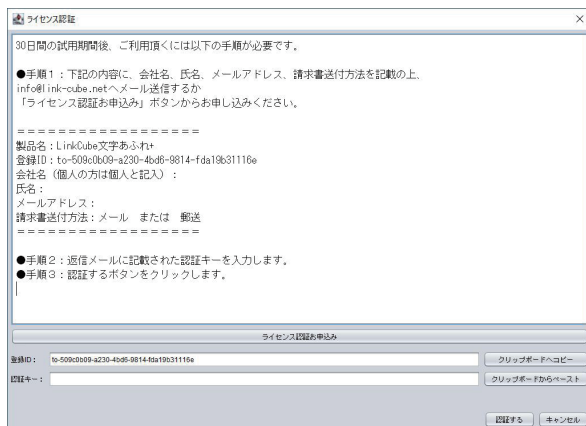 ライセンス認証
30日間の試用期間後、ご利用頂くには以下の手順が必要です。
●手順１：下記の内容に、会社名、氏名、メールアドレス、請求書送付方法を記載の上、
info@link-cube.netへメール送信するか
「ライセンス認証お申込み」ボタンからお申し込みください。
＝＝＝＝＝＝＝＝＝＝＝＝＝＝＝＝＝＝
製品名：LinkCube文字あふれ+
登録ID：to-509c0b09-a230-4bd6-9814-fda19b31116e
会社名（個人の方は個人と記入）：
氏名：
メールアドレス：
請求書送付方法：メール　または　郵送
＝＝＝＝＝＝＝＝＝＝＝＝＝＝＝＝＝＝
●手順２：返信メールに記載された認証キーを入力します。
●手順３：認証するボタンをクリックします。
ライセンス認証お申込み
登録ID： to-509c0b09-a230-4bd6-9814-fda19b31116e クリップボードへコピー
認証キー： クリップボードからペースト
認証する キャンセル